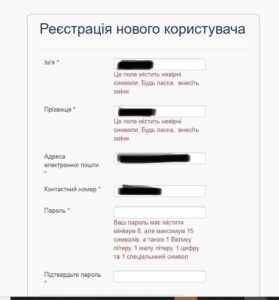 Реєстрація нового користувача
Ім'я *
Це поле містить невірні
символи, Будь ласка, внесіть
зміни
Прізвище *
Це поле містить невірні
символи, Будь ласка, внесіть
зміни
Адреса
електронної пошти
*
Контактний номер *
Пароль *
Ваш пароль має містити
мінімум 8, але максимум 15
символів, а також 1 Велику
літеру, 1 малу літеру, 1 цифру
та 1 спеціальниий символ
Підтвердьте пароль
*